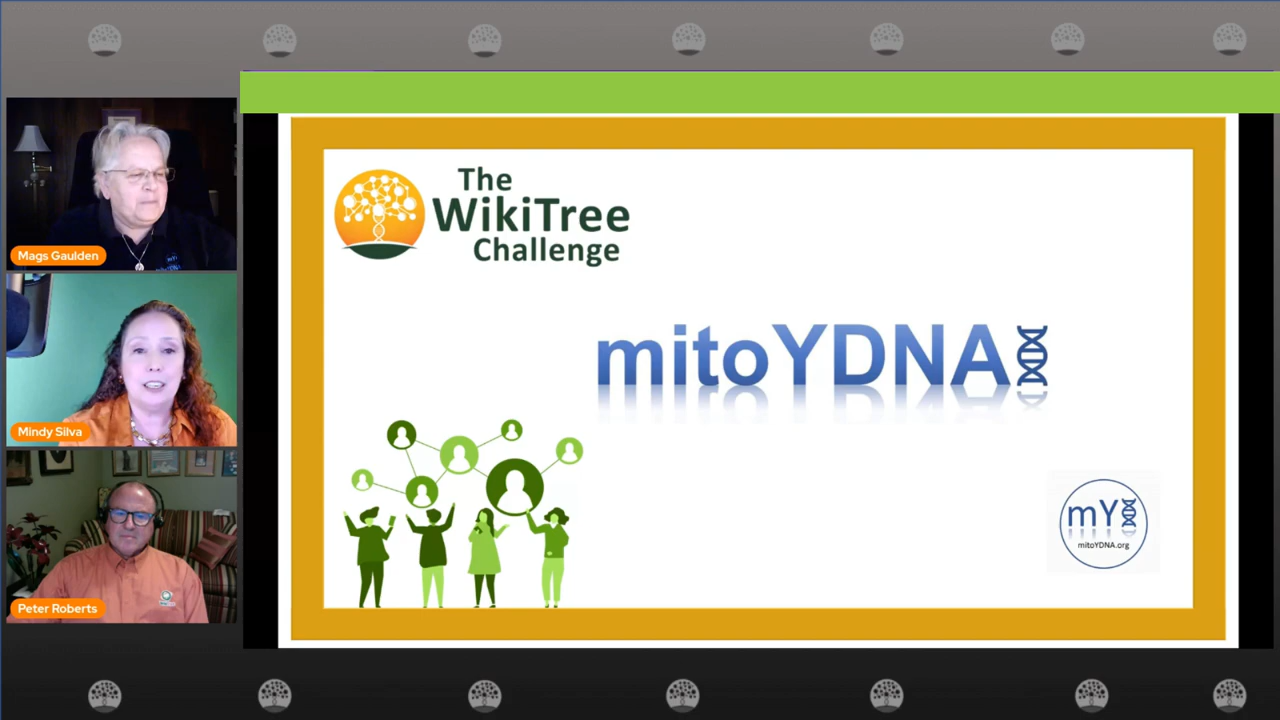 Mags Gaulden
Mindy Silva
Peter Roberts
The
WikiTree
Challenge
mitoYDNA
mY
mitoYDNA.org